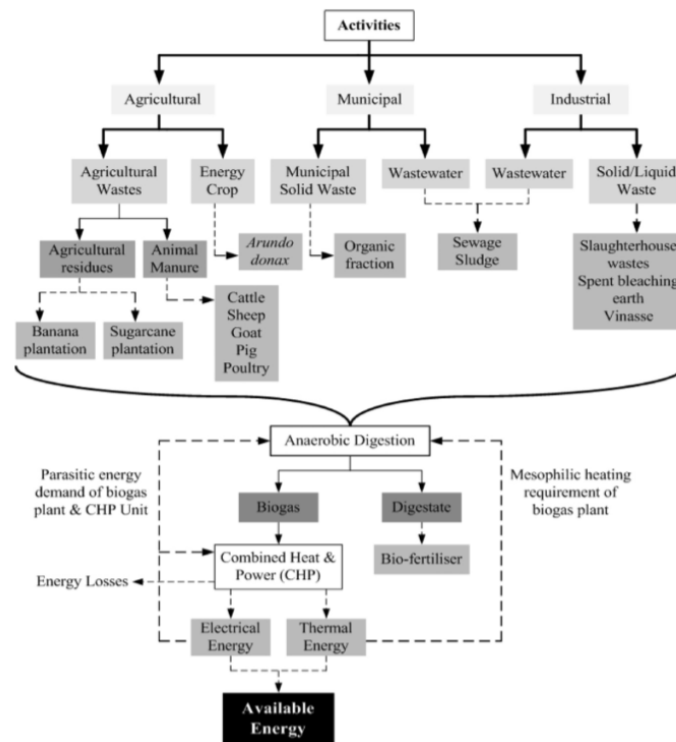 Activities
Agricultural
Municipal
Industrial
Agricultural
Wastes
Energy
Crop
Municipal
Solid Waste
Wastewater
Wastewater
Solid/Liquid
Waste
Agricultural
residues
Animal
Manure
Arundo
donax
Organic
fraction
Sewage
Sludge
Slaughterhouse
wastes
Spent bleaching
earth
Vinasse
Banana
plantation
Sugarcane
plantation
Cattle
Sheep
Goat
Pig
Poultry
Anaerobic Digestion
Parasitic energy
demand of biogas
plant & CHP Unit
Mesophilic heating
requirement of
biogas plant
Biogas
Digestate
Combined Heat &
Power (CHP)
Bio-fertiliser
Energy Losses
Electrical
Energy
Thermal
Energy
Available
Energy